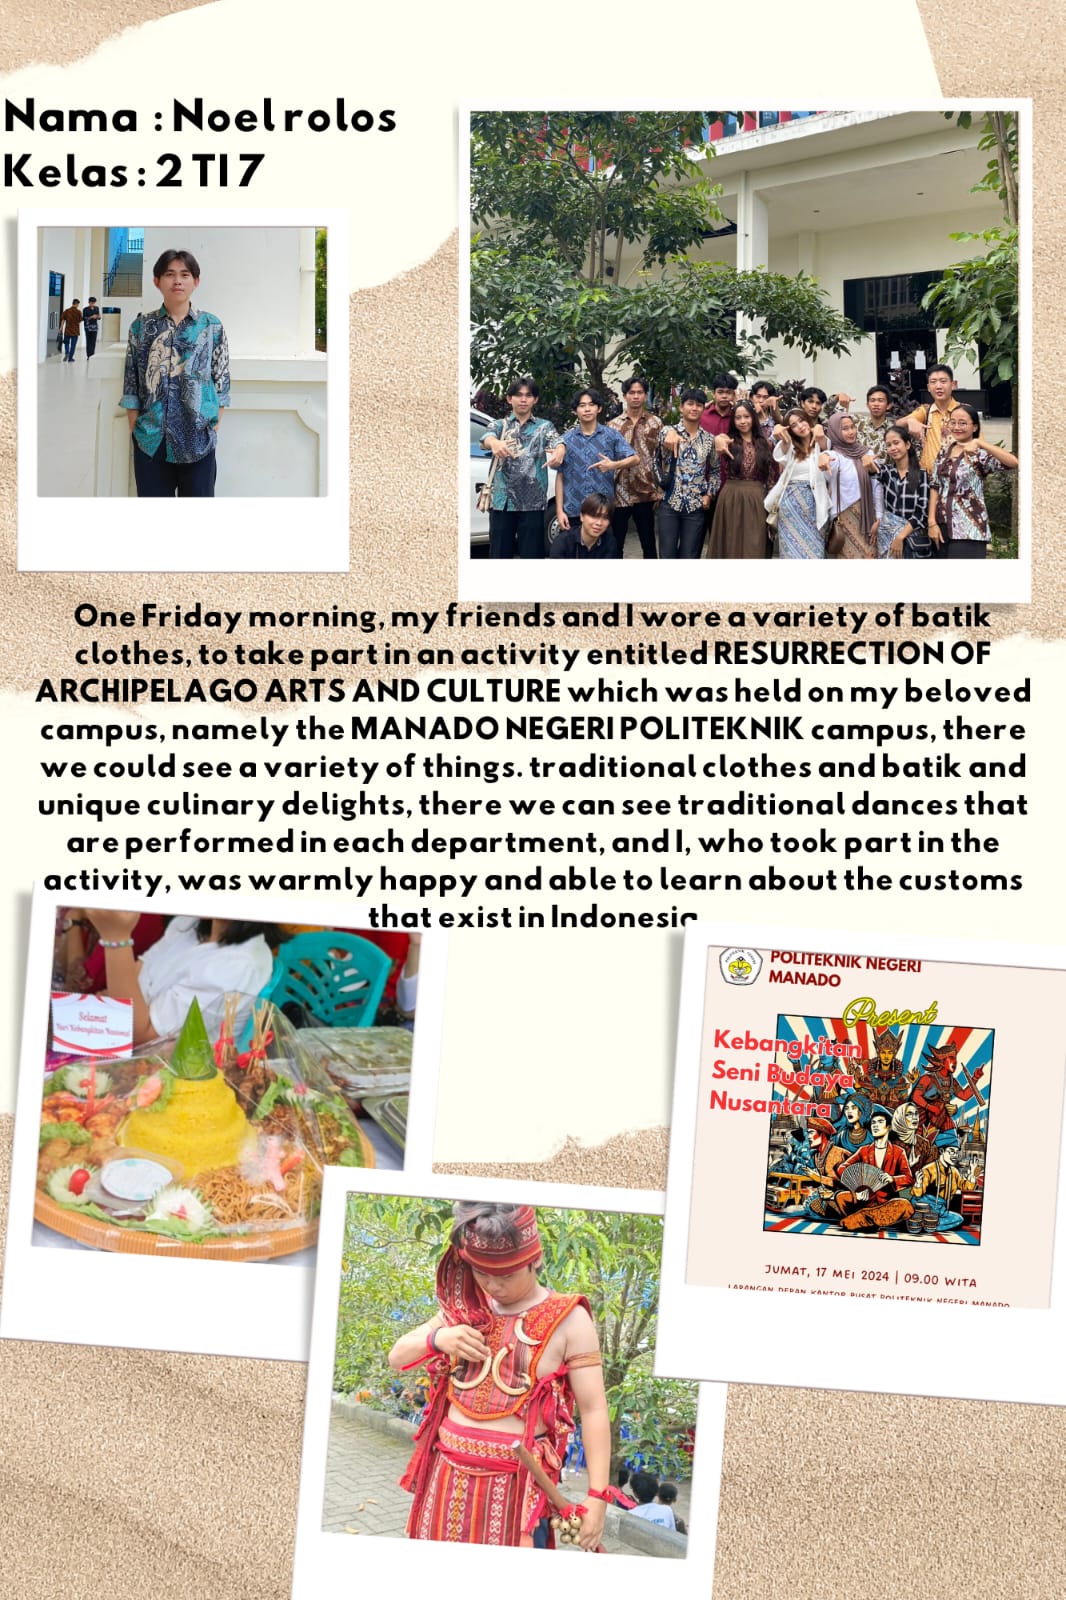 Nama : Noel rolos
Kelas : 2 TI 7
One Friday morning, my friends and I wore a variety of batik
clothes, to take part in an activity entitled RESURRECTION OF
ARCHIPELAGO ARTS AND CULTURE which was held on my beloved
campus, namely the MANADO NEGERI POLITEKNIK campus, there
we could see a variety of things. traditional clothes and batik and
unique culinary delights, there we can see traditional dances that
are performed in each department, and I, who took part in the
activity, was warmly happy and able to learn about the customs
that exist in Indonesia
Selamat
Hari Kebangkitan Nasional
POLITEKNIK NEGERI
MANADO
Present
Kebangkitan
Seni Budaya
Nusantara
JUMAT, 17 MEI 2024 | 09.00 WITA
LAPANGAN DEPAN KANTOR PUSAT POLITEKNIK NEGERI MANADO